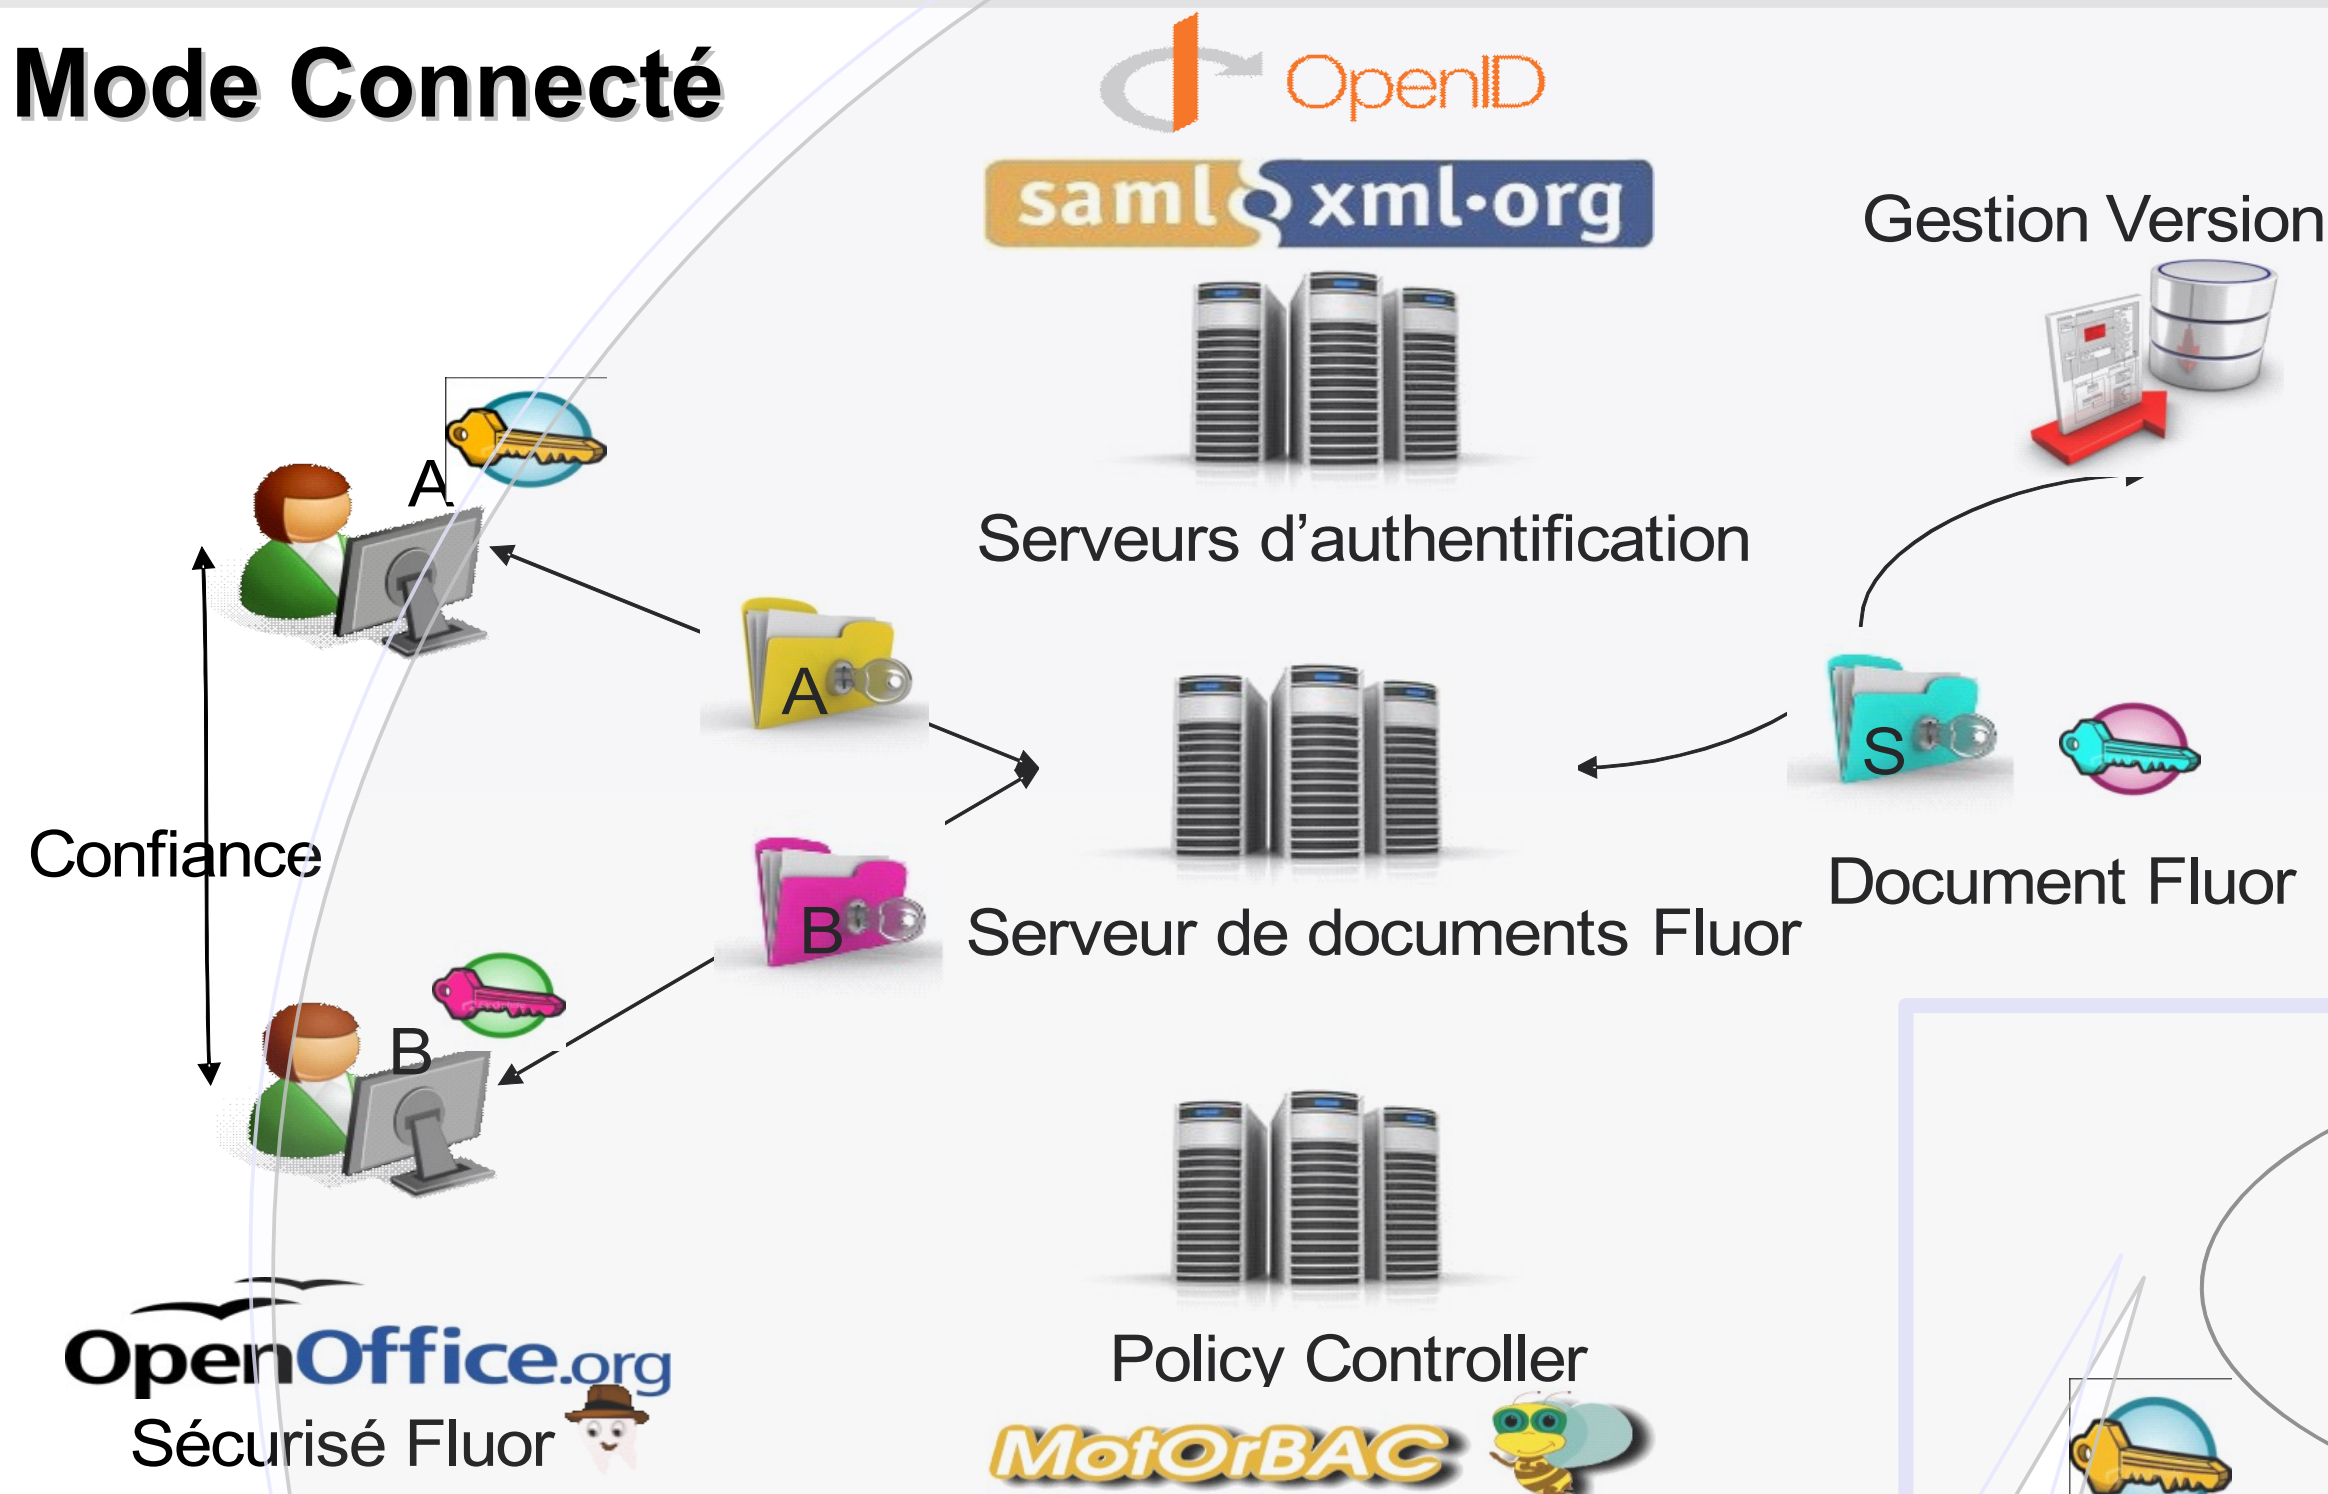 Mode Connecté
OpenID
saml xml.org
Gestion Version
A
Serveurs d’authentification
A
S
Confiance
Document Fluor
B
Serveur de documents Fluor
B
Policy Controller
OpenOffice.org
Sécurisé Fluor
MotOrBAC